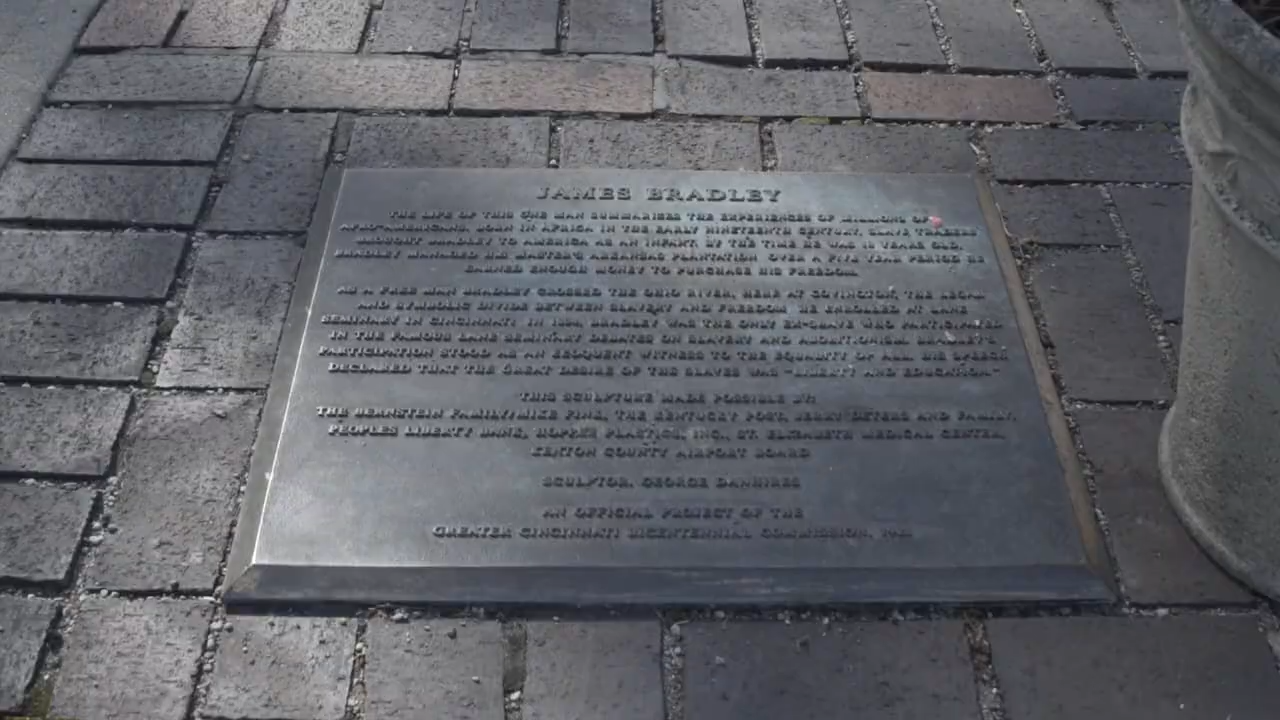 JAMES BRADLEY
THE LIFE OF THIS ONE MAN SUMMARISES THE EXPERIENCES OF MILLIONS OF
AFRO-AMERICANS. BORN IN AFRICA IN THE EARLY NINETEENTH CENTURY, SLAVE TRADERS
BROUGHT BRADLEY TO AMERICA AS AN INFANT. BY THE TIME HE WAS 18 YEARS OLD,
BRADLEY MANAGED HIS MASTER'S ARKANSAS PLANTATION. OVER A FIVE YEAR PERIOD HE
EARNED ENOUGH MONEY TO PURCHASE HIS FREEDOM.
AS A FREE MAN BRADLEY CROSSED THE OHIO RIVER, HERE AT COVINGTON, THE LEGAL
AND SYMBOLIC DIVIDE BETWEEN SLAVERY AND FREEDOM. HE ENROLLED AT LANE
SEMINARY IN CINCINNATI. IN 1834, BRADLEY WAS THE ONLY EX-SLAVE WHO PARTICIPATED
IN THE FAMOUS LANE SEMINARY DEBATES ON SLAVERY AND ABOLITIONISM. BRADLEY'S
PARTICIPATION STOOD AS AN ELOQUENT WITNESS TO THE EQUALITY OF ALL. HIS SPEECH
DECLARED THAT THE GREAT DESIRE OF THE SLAVES WAS "LIBERTY AND EDUCATION."
THIS SCULPTURE MADE POSSIBLE BY:
THE BERNSTEIN FAMILY/MIKE FINK, THE KENTUCKY POST, DETERS AND FAMILY,
PEOPLES LIBERTY BANK, HOPPLE PLASTICS, INC., ST. ELIZABETH MEDICAL CENTER,
KENTON COUNTY AIRPORT BOARD
SCULPTOR, GEORGE DANHIRES
AN OFFICIAL PROJECT OF THE
GREATER CINCINNATI BICENTENNIAL COMMISSION,